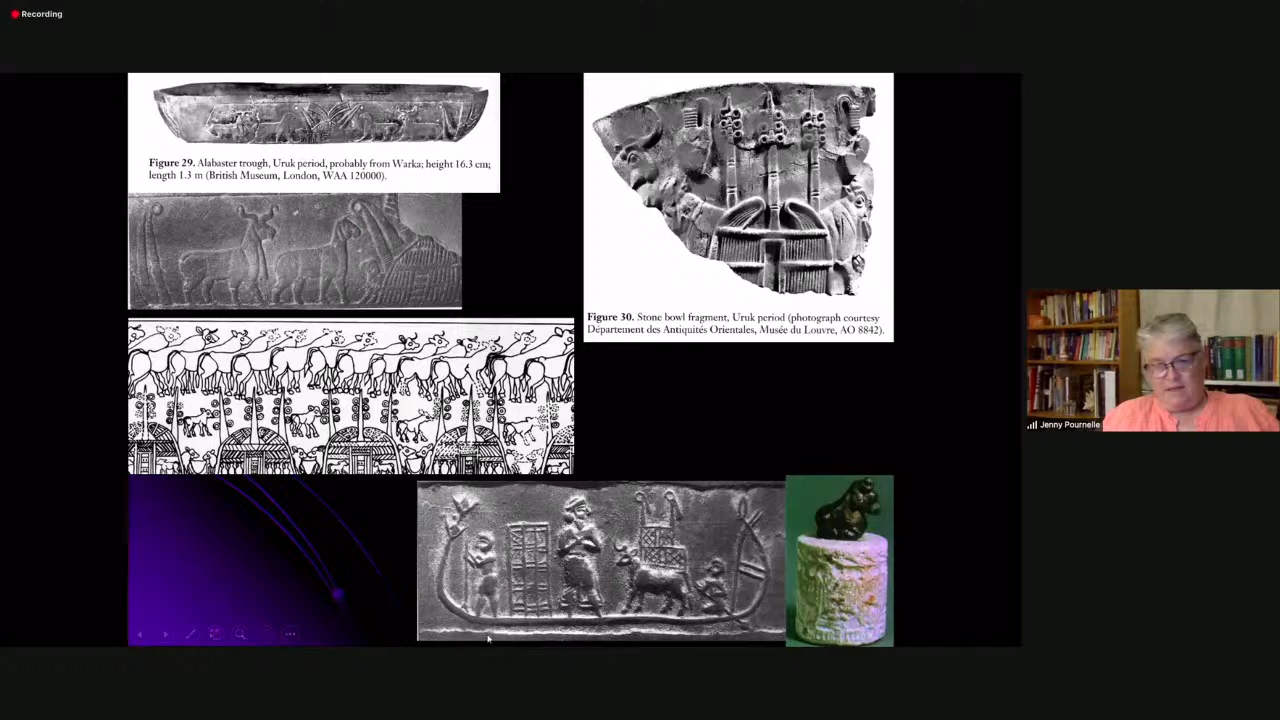 Recording
Figure 29. Alabaster trough, Uruk period, probably from Warka; height 16.3 cm;
length 1.3 m (British Museum, London, WAA 120000).
Figure 30. Stone bowl fragment, Uruk period (photograph courtesy
Département des Antiquités Orientales, Musée du Louvre, AO 8842).
Jenny Pournelle